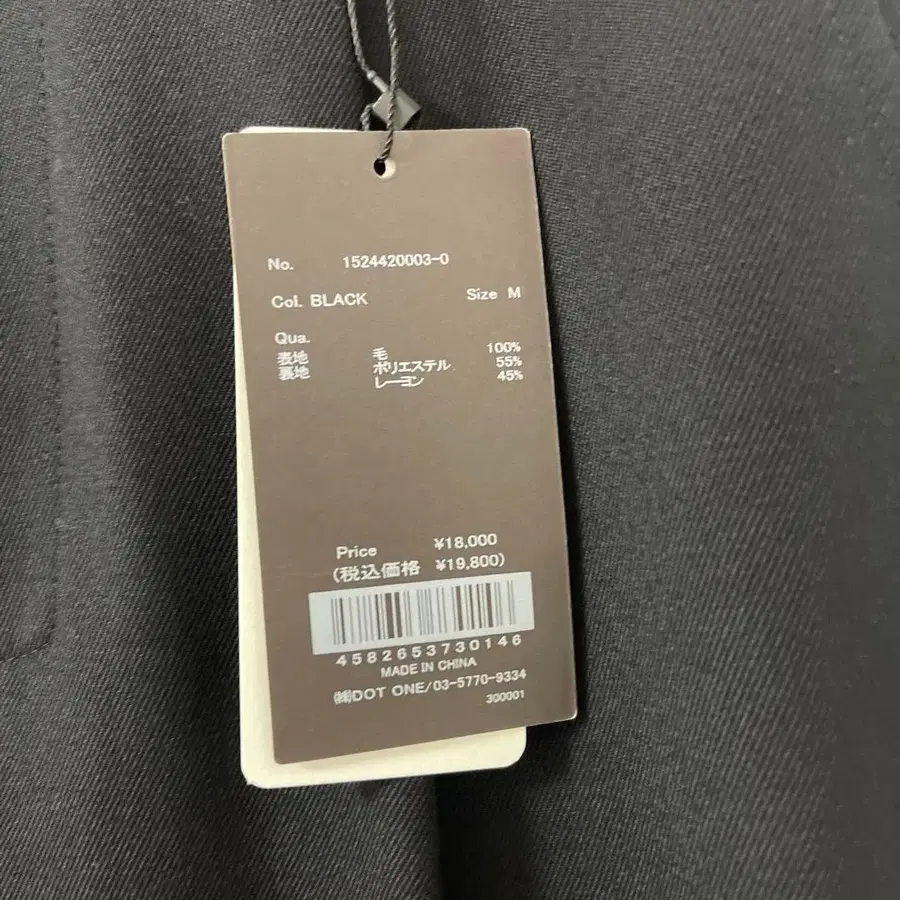 No. 1524420003-0
Col. BLACK Size M
Qua.
表地 毛 100%
裏地 ポリエステル 55%
レーヨン 45%
Price ¥18,000
(税込価格 ¥19,800)
4582653730146
MADE IN CHINA
㈱DOT ONE/03-5770-9334
300001